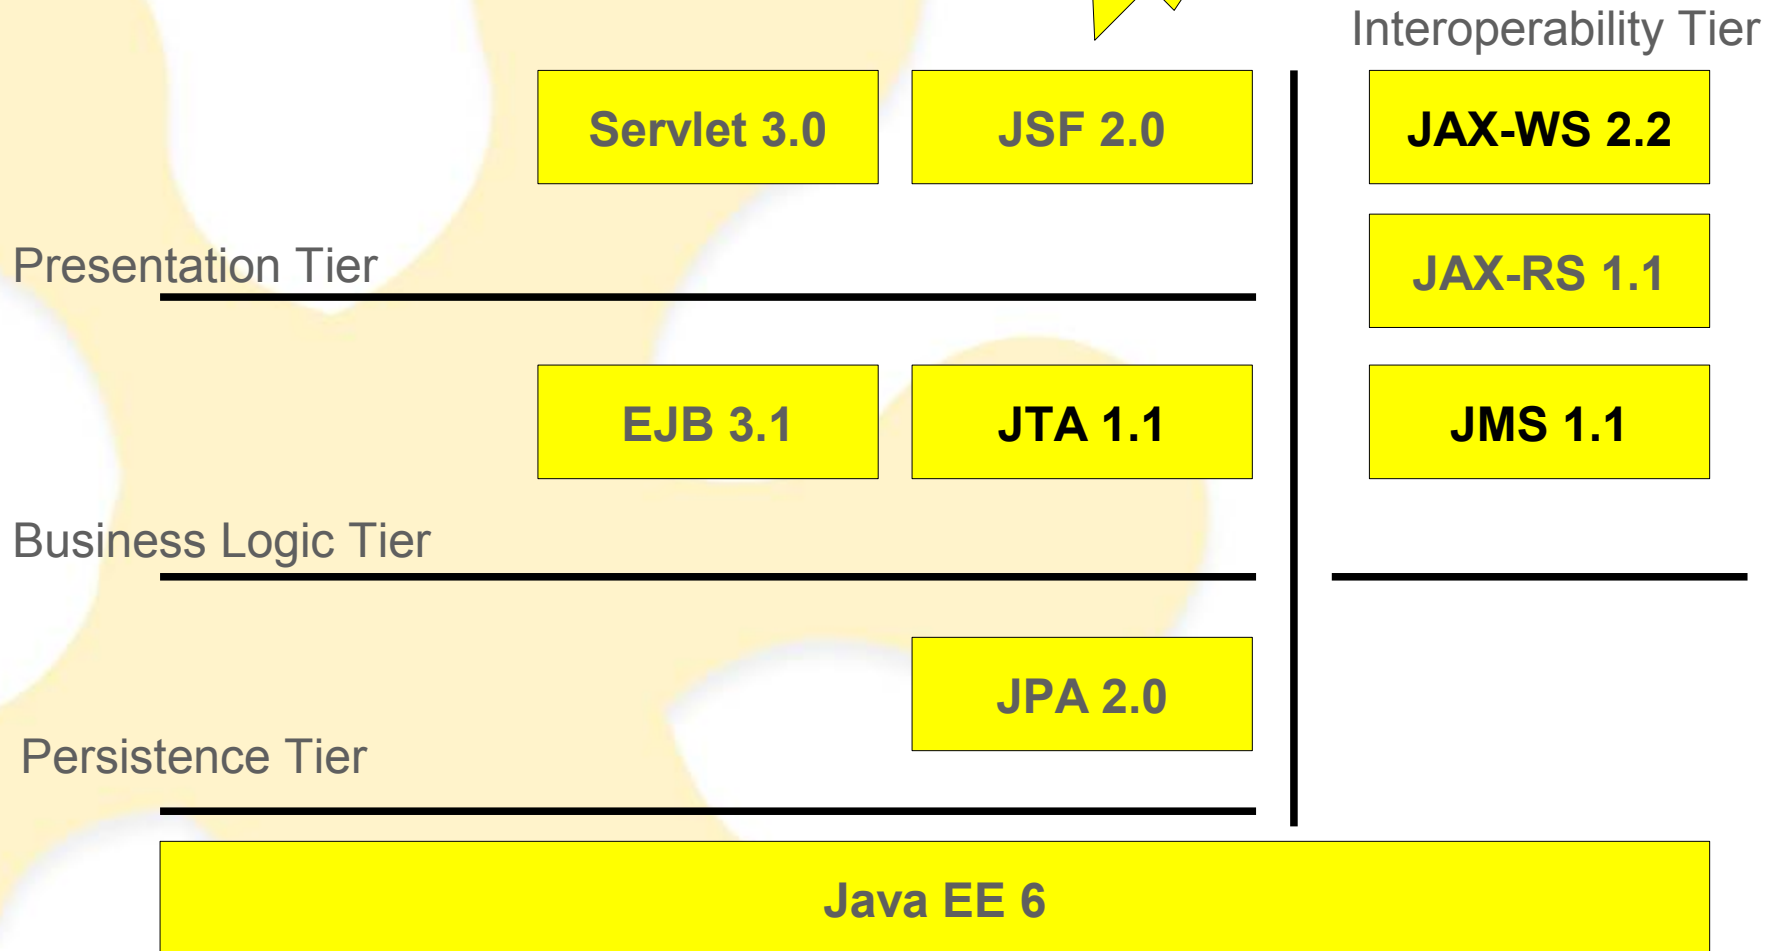 Interoperability Tier
Servlet 3.0
JSF 2.0
JAX-WS 2.2
Presentation Tier
JAX-RS 1.1
EJB 3.1
JTA 1.1
JMS 1.1
Business Logic Tier
JPA 2.0
Persistence Tier
Java EE 6